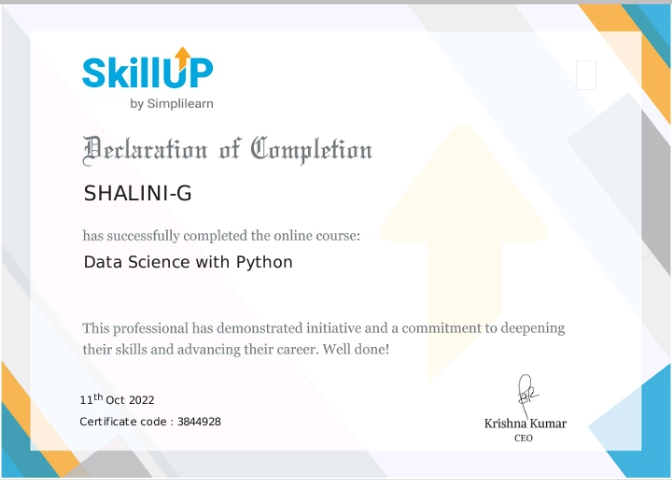 SkillUP
by Simplilearn
Declaration of Completion
SHALINI-G
has successfully completed the online course:
Data Science with Python
This professional has demonstrated initiative and a commitment to deepening
their skills and advancing their career. Well done!
11th Oct 2022
Certificate code : 3844928
Krishna Kumar
CEO